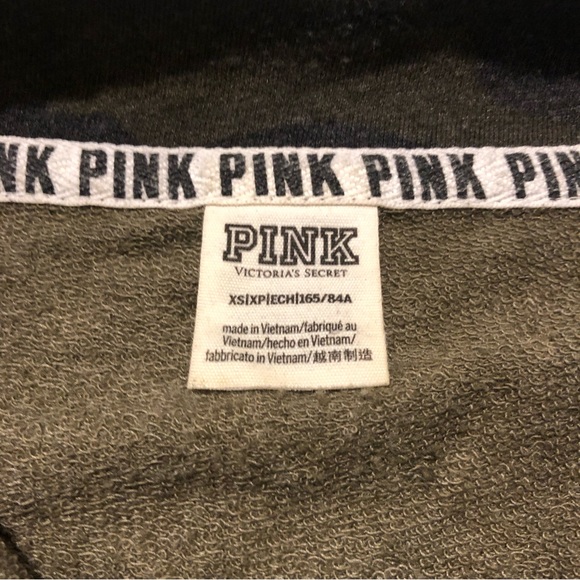 NK PINK PINK PINK PINK PINK
PINK
VICTORIA'S SECRET
XS|XP|ECH|165/84A
made in Vietnam/fabriqué au
Vietnam/hecho en Vietnam/
fabbricato in Vietnam/越南制造